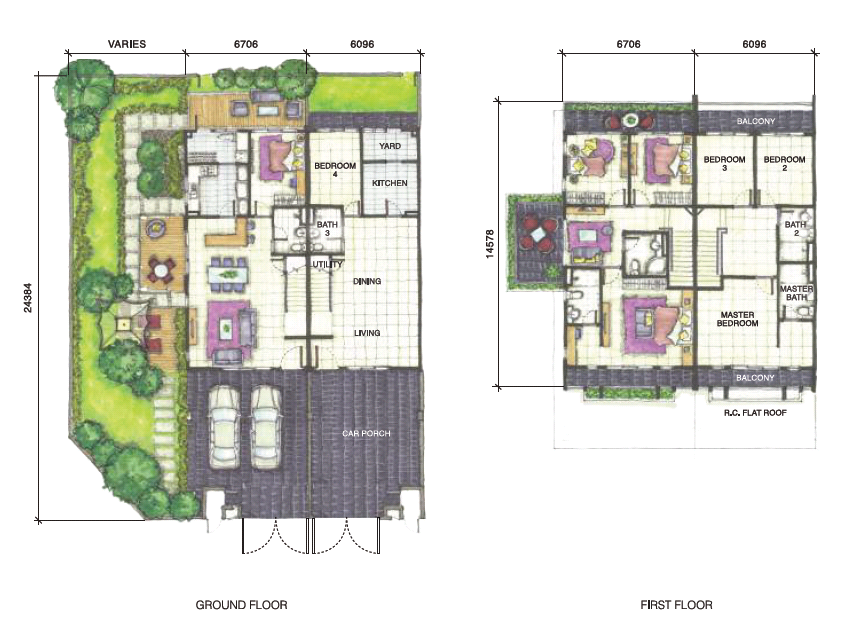 VARIES
6706
6096
24384
YARD
BEDROOM
4
KITCHEN
BATH
3
UTILITY
DINING
LIVING
CAR PORCH
GROUND FLOOR
6706
6096
14578
BALCONY
BEDROOM
3
BEDROOM
2
BATH
2
MASTER
BATH
MASTER
BEDROOM
BALCONY
R.C. FLAT ROOF
FIRST FLOOR